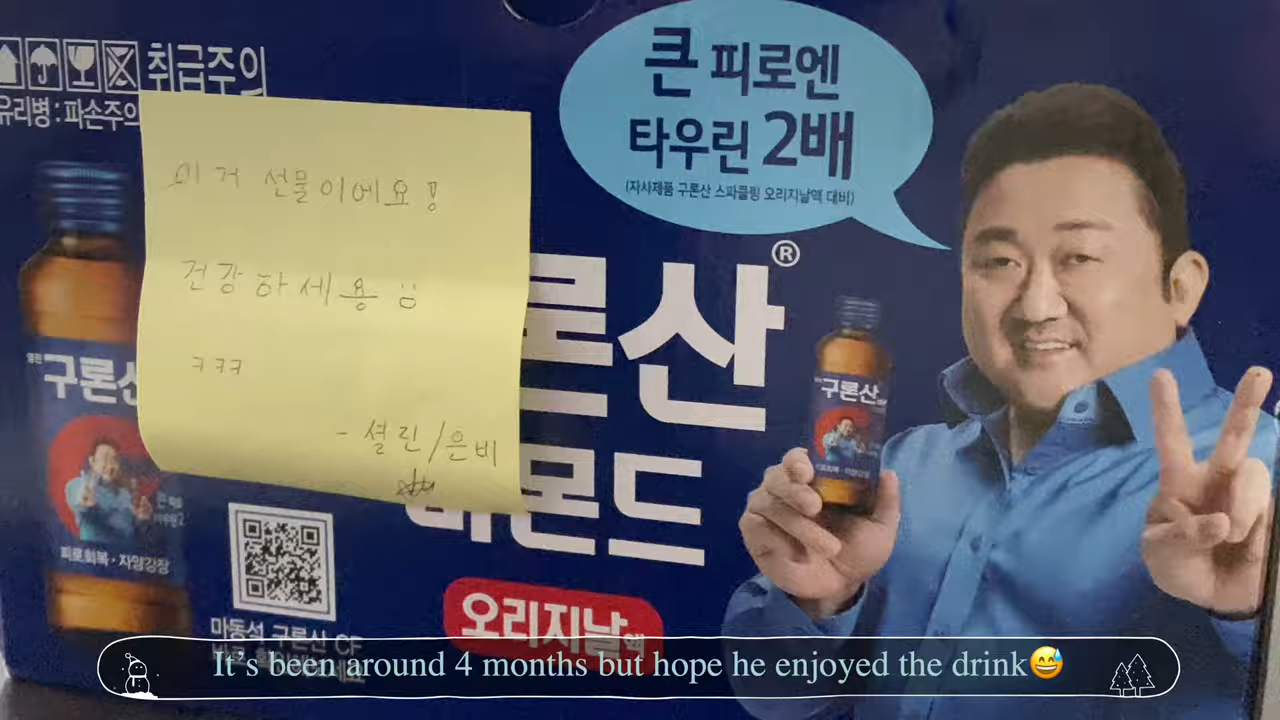 취급주의
유리병 : 파손주의
큰 피로엔
타우린 2배
(자사제품 구론산 스파클링 오리지날액 대비)
이거 선물이에요!
건강하세용
ㅋㅋㅋ
- 셜린/은비
론산®
구론산
피로회복·자양강장
구론산
몬드
오리지날액
마동석 구론산 CF
It's been around 4 months but hope he enjoyed the drink😅